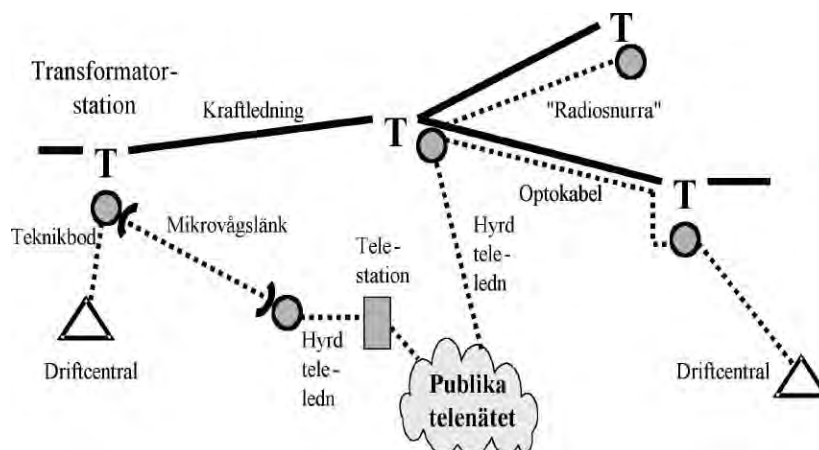 T
Transformator-
station
Kraftledning
"Radiosnurra"
T
T
T
Optokabel
Teknikbod
Mikrovågslänk
Hyrd
tele-
ledn
Tele-
station
Driftcentral
Hyrd
tele-
ledn
Publika
telenätet
Driftcentral